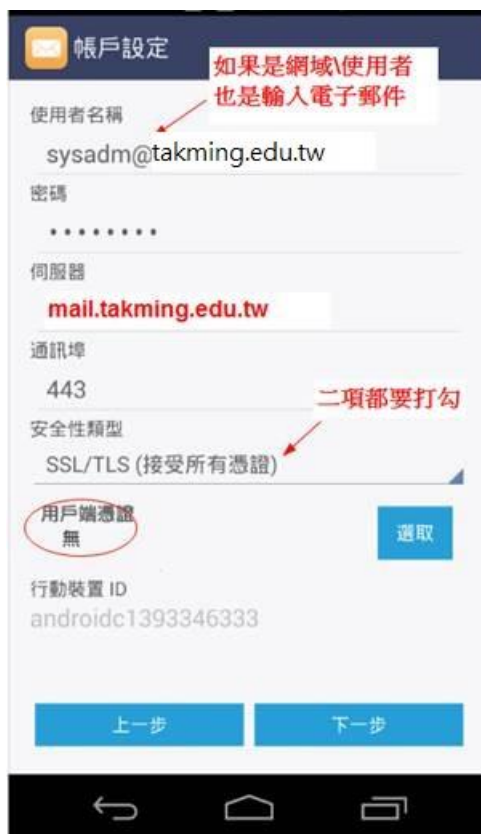 帳戶設定
如果是網域\使用者
也是輸入電子郵件
使用者名稱
sysadm@takming.edu.tw
密碼
••••••••
伺服器
mail.takming.edu.tw
通訊埠
443
二項都要打勾
安全性類型
SSL/TLS (接受所有憑證)
用戶端憑證
無
選取
行動裝置 ID
androidc1393346333
上一步
下一步